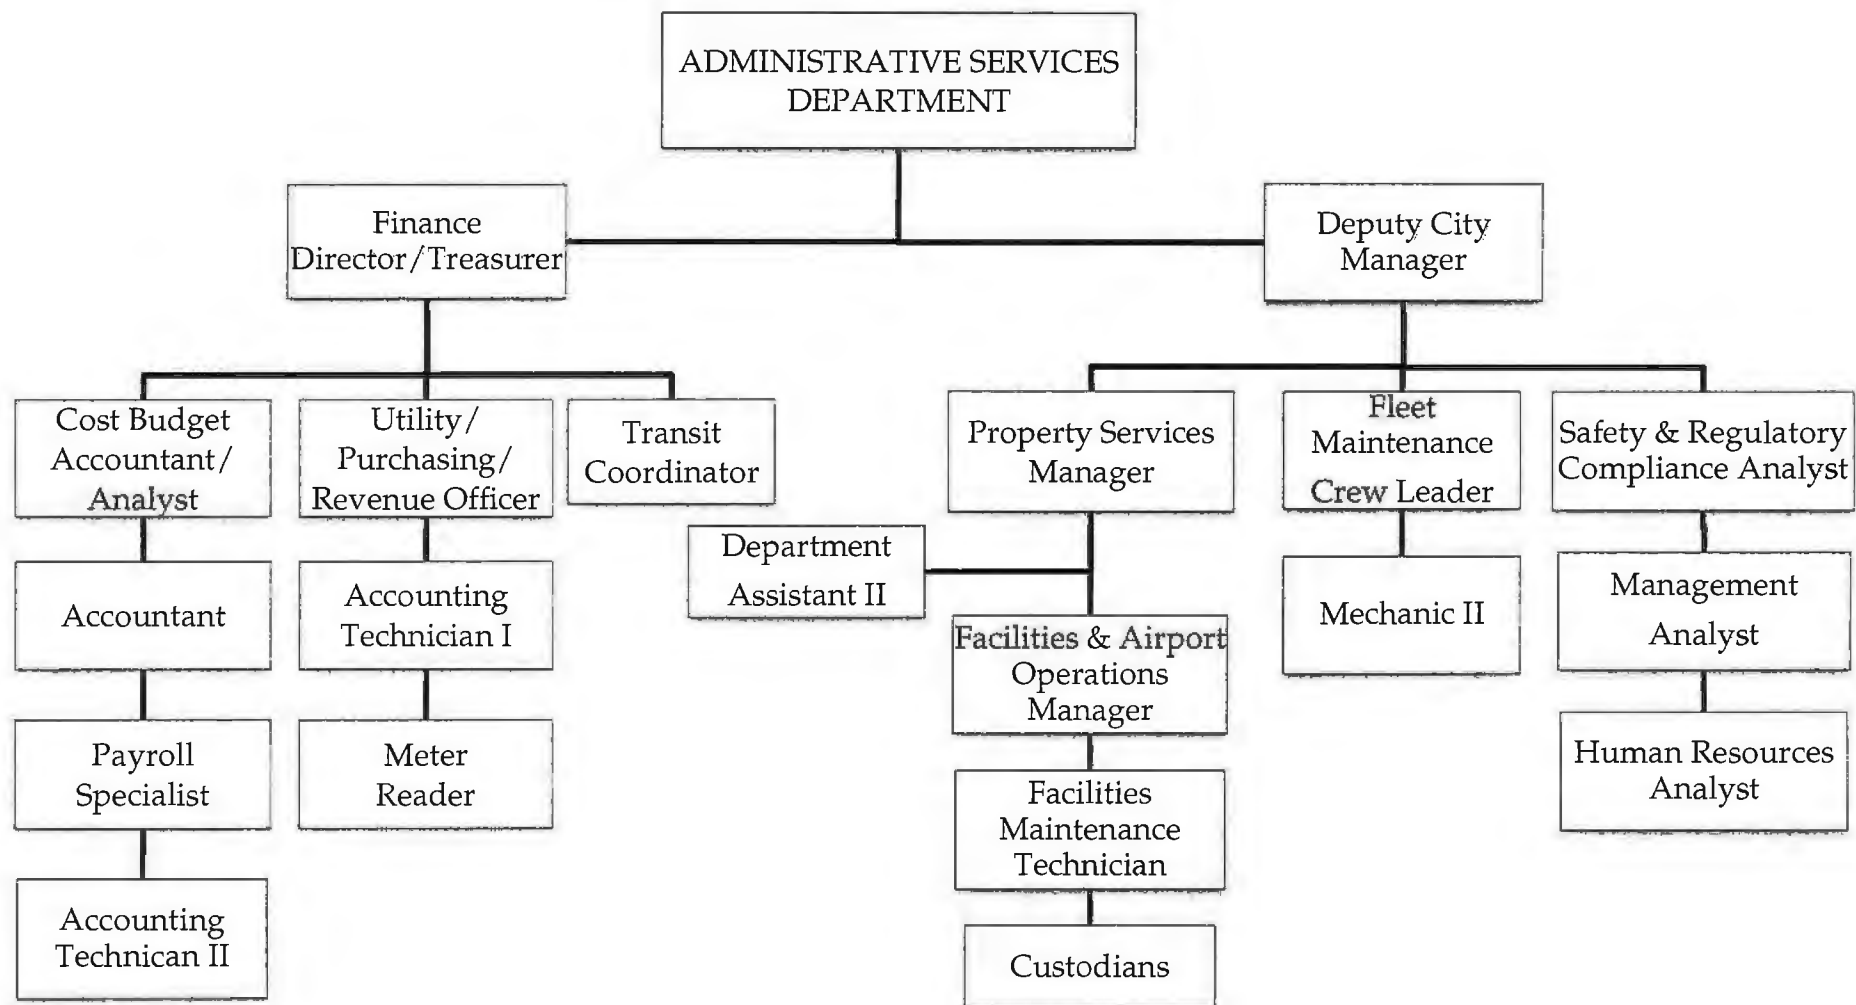 ADMINISTRATIVE SERVICES
DEPARTMENT
Finance
Director/Treasurer
Deputy City
Manager
Cost Budget
Accountant/
Analyst
Utility/
Purchasing/
Revenue Officer
Transit
Coordinator
Property Services
Manager
Fleet
Maintenance
Crew Leader
Safety & Regulatory
Compliance Analyst
Department
Assistant II
Accountant
Accounting
Technician I
Facilities & Airport
Operations
Manager
Mechanic II
Management
Analyst
Payroll
Specialist
Meter
Reader
Facilities
Maintenance
Technician
Human Resources
Analyst
Accounting
Technican II
Custodians